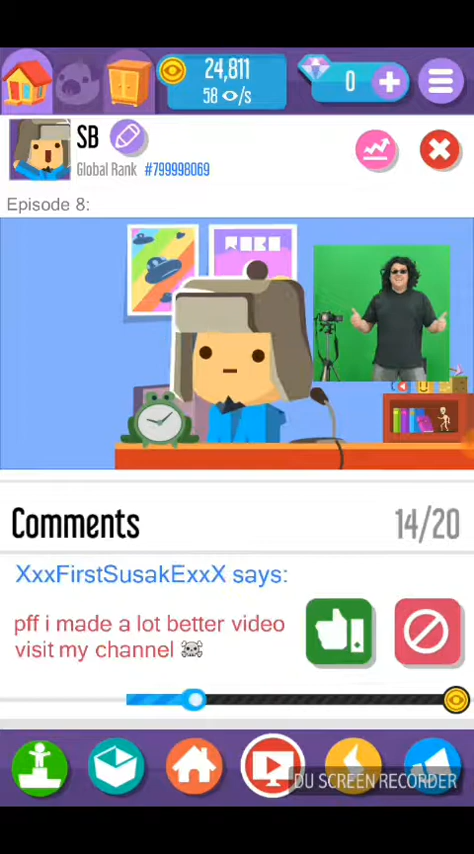 24,811
58 /s
0
SB
Global Rank #799998069
Episode 8:
Comments 14/20
XxxFirstSusakExxX says:
pff i made a lot better video
visit my channel ☠
DU SCREEN RECORDER